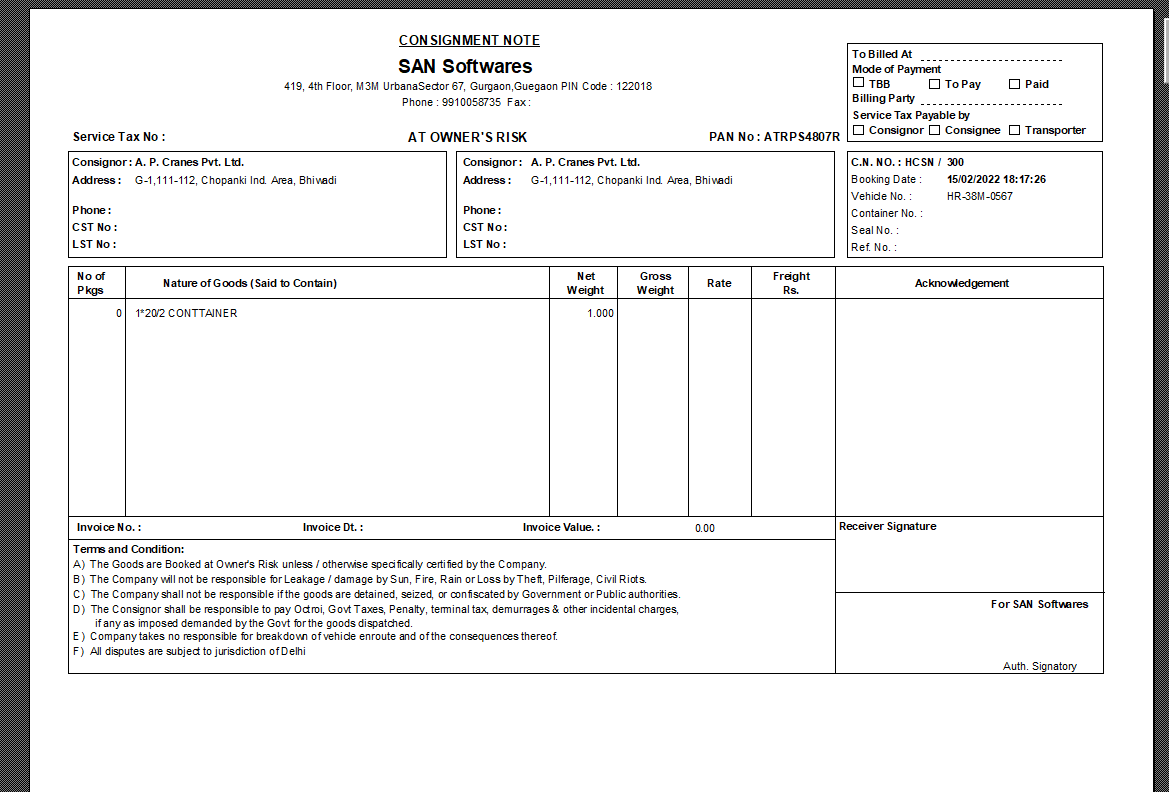 CONSIGNMENT NOTE
SAN Softwares
419, 4th Floor, M3M UrbanaSector 67, Gurgaon,Guegaon PIN Code : 122018
Phone : 9910058735 Fax :
To Billed At
Mode of Payment
TBB To Pay Paid
Billing Party
Service Tax Payable by
Consignor Consignee Transporter
Service Tax No : AT OWNER'S RISK PAN No : ATRPS4807R
Consignor : A. P. Cranes Pvt. Ltd.
Address : G-1,111-112, Chopanki Ind. Area, Bhiwadi
Phone :
CST No :
LST No :
Consignor : A. P. Cranes Pvt. Ltd.
Address : G-1,111-112, Chopanki Ind. Area, Bhiwadi
Phone :
CST No :
LST No :
C.N. NO. : HCSN / 300
Booking Date : 15/02/2022 18:17:26
Vehicle No. : HR-38M-0567
Container No. :
Seal No. :
Ref. No. :
No of Pkgs Nature of Goods (Said to Contain) Net Weight Gross Weight Rate Freight Rs. Acknowledgement
0 1*20/2 CONTTAINER 1.000
Invoice No. : Invoice Dt. : Invoice Value. : 0.00
Receiver Signature
Terms and Condition:
A) The Goods are Booked at Owner's Risk unless / otherwise specifically certified by the Company.
B) The Company will not be responsible for Leakage / damage by Sun, Fire, Rain or Loss by Theft, Pilferage, Civil Riots.
C) The Company shall not be responsible if the goods are detained, seized, or confiscated by Government or Public authorities.
D) The Consignor shall be responsible to pay Octroi, Govt Taxes, Penalty, terminal tax, demurrages & other incidental charges,
if any as imposed demanded by the Govt for the goods dispatched.
E) Company takes no responsible for breakdown of vehicle enroute and of the consequences thereof.
F) All disputes are subject to jurisdiction of Delhi
For SAN Softwares
Auth. Signatory